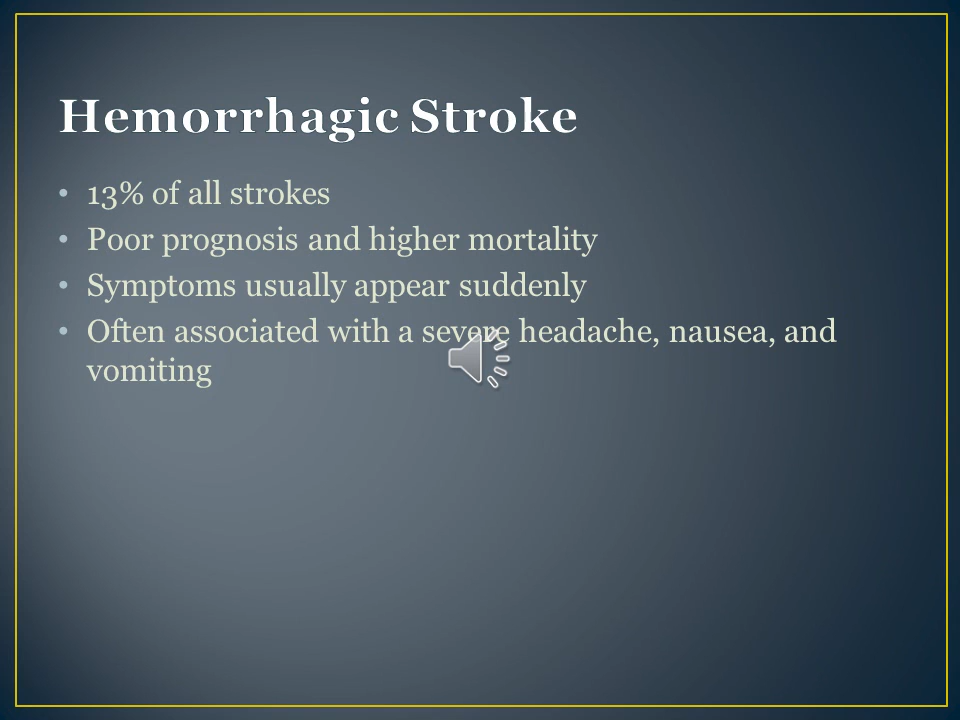 Hemorrhagic Stroke
• 13% of all strokes
• Poor prognosis and higher mortality
• Symptoms usually appear suddenly
• Often associated with a severe headache, nausea, and
vomiting